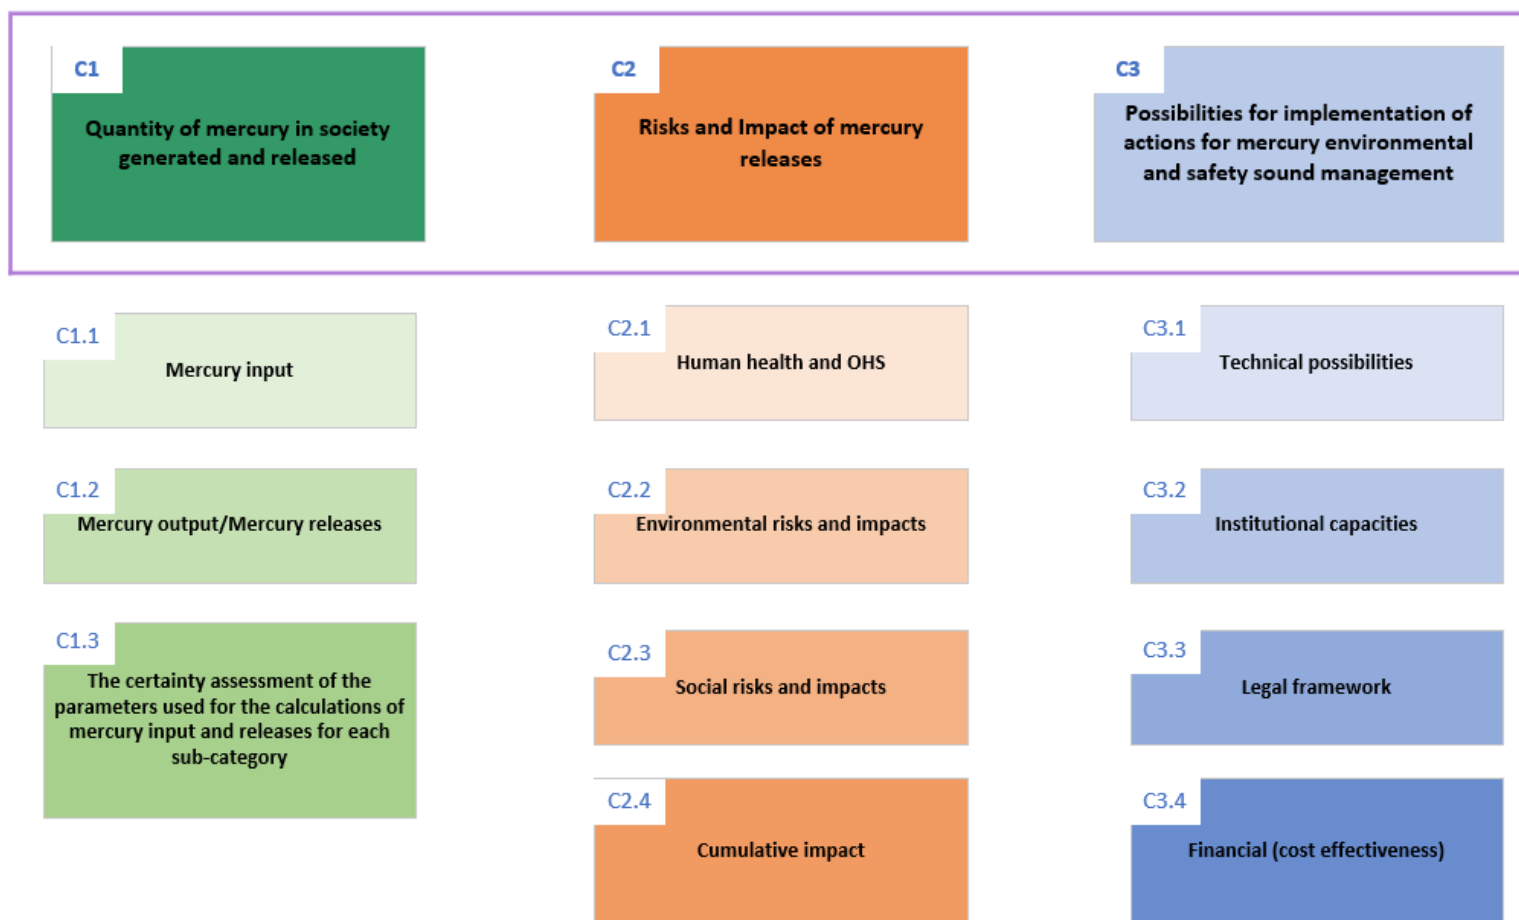 C1
Quantity of mercury in society
generated and released
C2
Risks and Impact of mercury
releases
C3
Possibilities for implementation of
actions for mercury environmental
and safety sound management
C1.1
Mercury input
C2.1
Human health and OHS
C3.1
Technical possibilities
C1.2
Mercury output/Mercury releases
C2.2
Environmental risks and impacts
C3.2
Institutional capacities
C1.3
The certainty assessment of the
parameters used for the calculations of
mercury input and releases for each
sub-category
C2.3
Social risks and impacts
C3.3
Legal framework
C2.4
Cumulative impact
C3.4
Financial (cost effectiveness)